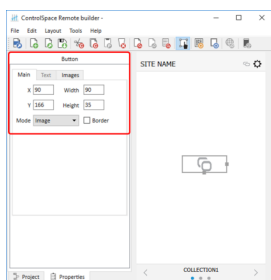 ControlSpace Remote builder -
File Edit Layout Tools Help
Button
Main Text Images
X 90 Width 90
Y 166 Height 35
Mode Image Border
SITE NAME
COLLECTION1
Project Properties